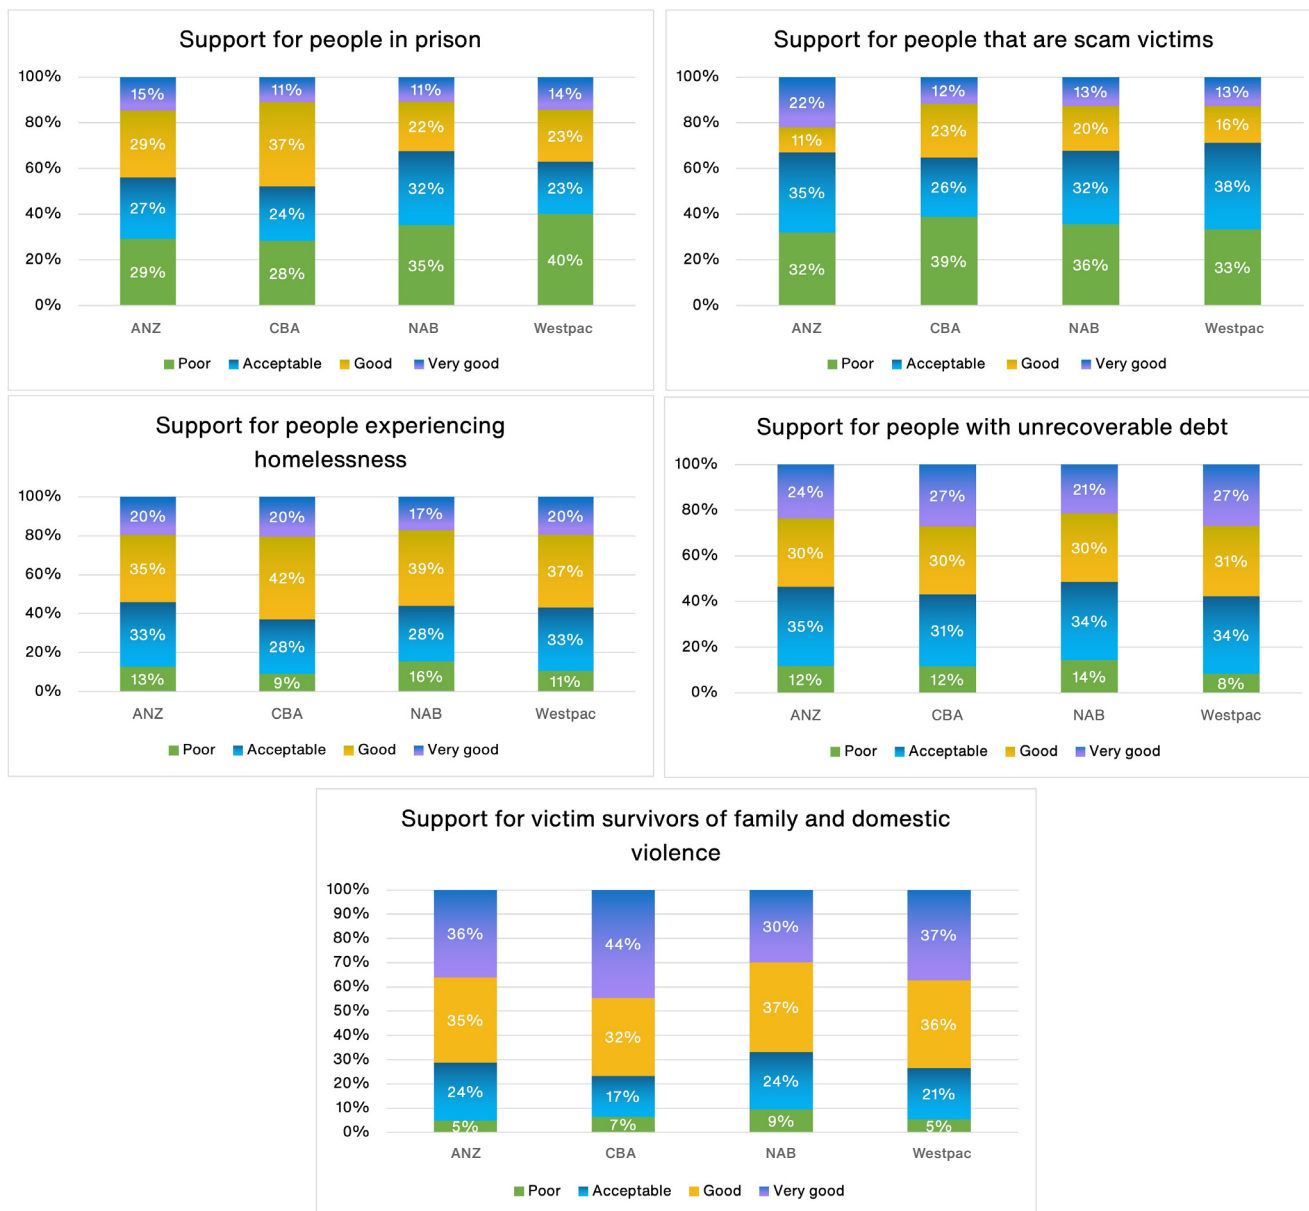 Support for people in prison
100%
80%
60%
40%
20%
0%
15% 11% 11% 14%
29% 37% 22% 23%
27% 24% 32% 23%
29% 28% 35% 40%
ANZ CBA NAB Westpac
Poor Acceptable Good Very good
Support for people that are scam victims
100%
80%
60%
40%
20%
0%
22% 12% 13% 13%
11% 23% 20% 16%
35% 26% 32% 38%
32% 39% 36% 33%
ANZ CBA NAB Westpac
Poor Acceptable Good Very good
Support for people experiencing
homelessness
100%
80%
60%
40%
20%
0%
20% 20% 17% 20%
35% 42% 39% 37%
33% 28% 28% 33%
13% 9% 16% 11%
ANZ CBA NAB Westpac
Poor Acceptable Good Very good
Support for people with unrecoverable debt
100%
80%
60%
40%
20%
0%
24% 27% 21% 27%
30% 30% 30% 31%
35% 31% 34% 34%
12% 12% 14% 8%
ANZ CBA NAB Westpac
Poor Acceptable Good Very good
Support for victim survivors of family and domestic
violence
100%
90%
80%
70%
60%
50%
40%
30%
20%
10%
0%
36% 44% 30% 37%
35% 32% 37% 36%
24% 17% 24% 21%
5% 7% 9% 5%
ANZ CBA NAB Westpac
Poor Acceptable Good Very good